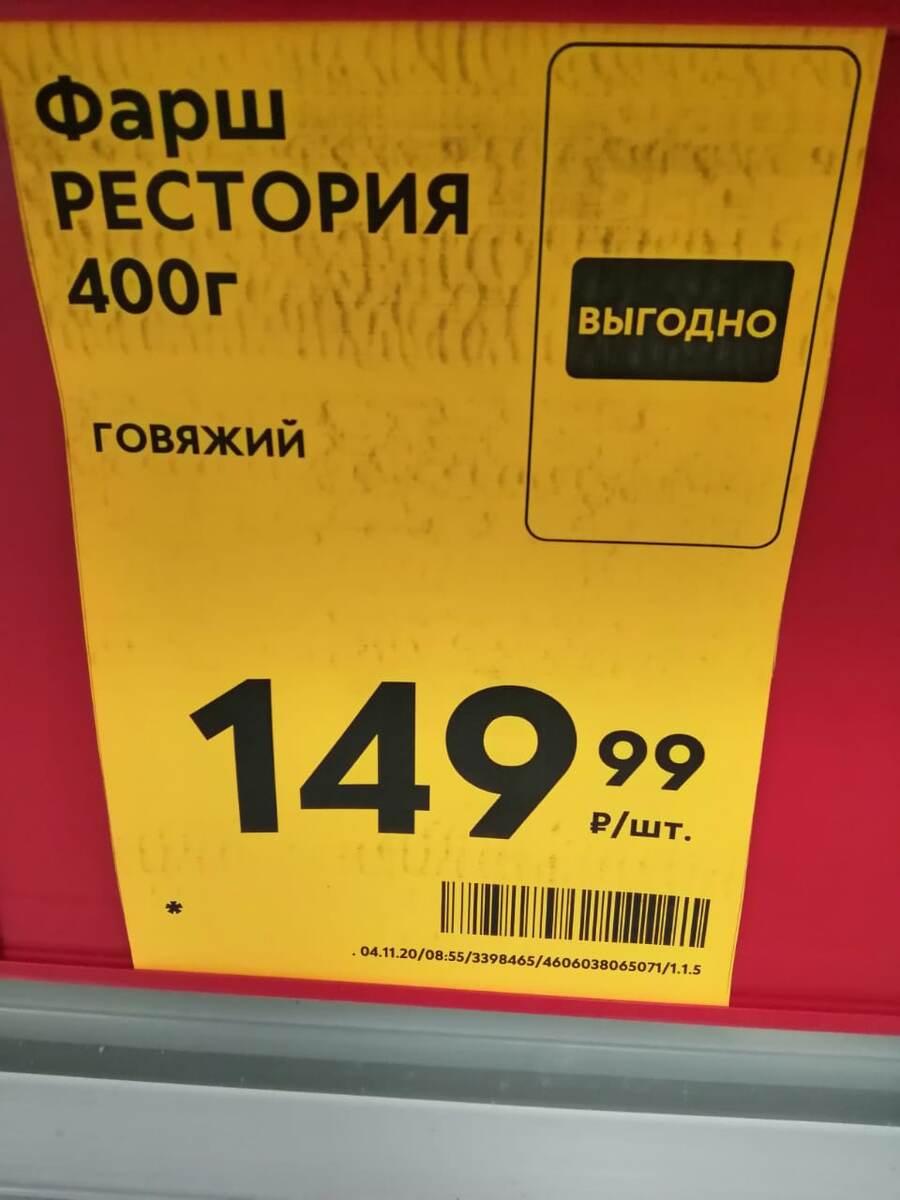 Фарш
РЕСТОРИЯ
400г
ВЫГОДНО
ГОВЯЖИЙ
149 99
₽/шт.
*
. 04.11.20/08:55/3398465/4606038065071/1.1.5